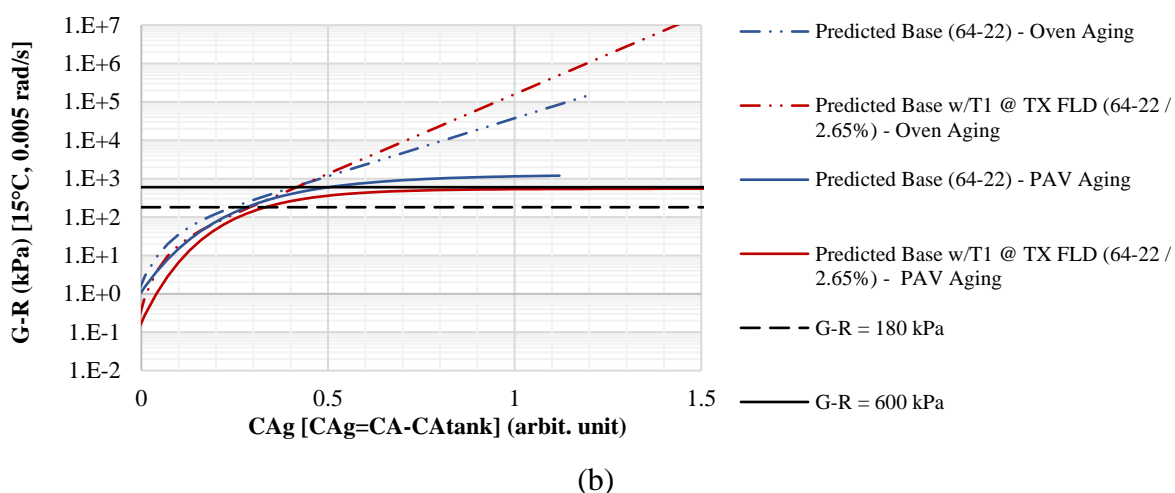 G-R (kPa) [15°C, 0.005 rad/s]
1.E+7
1.E+6
1.E+5
1.E+4
1.E+3
1.E+2
1.E+1
1.E+0
1.E-1
1.E-2
0
0.5
1
1.5
CAg [CAg=CA-CAtank] (arbit. unit)
Predicted Base (64-22) - Oven Aging
Predicted Base w/T1 @ TX FLD (64-22 /
2.65%) - Oven Aging
Predicted Base (64-22) - PAV Aging
Predicted Base w/T1 @ TX FLD (64-22 /
2.65%) -  PAV Aging
G-R = 180 kPa
G-R = 600 kPa
(b)